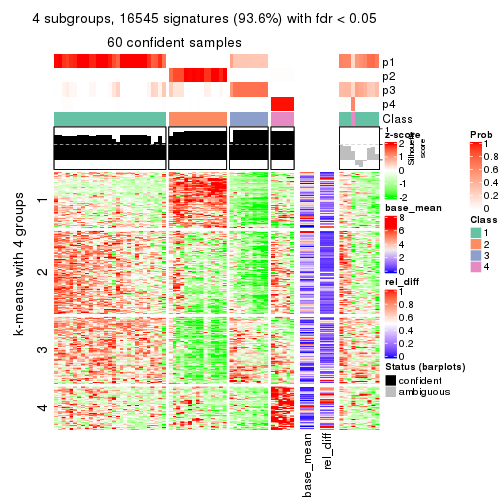 4 subgroups, 16545 signatures (93.6%) with fdr < 0.05
60 confident samples
p1
p2
p3
p4
Class
1
Silhouette
score
k-means with 4 groups
1
2
3
4
base_mean
rel_diff
z-score
2
1
0
-1
-2
base_mean
8
6
4
2
0
rel_diff
1
0.8
0.6
0.4
0.2
0
Status (barplots)
confident
ambiguous
Prob
1
0.8
0.6
0.4
0.2
0
Class
1
2
3
4